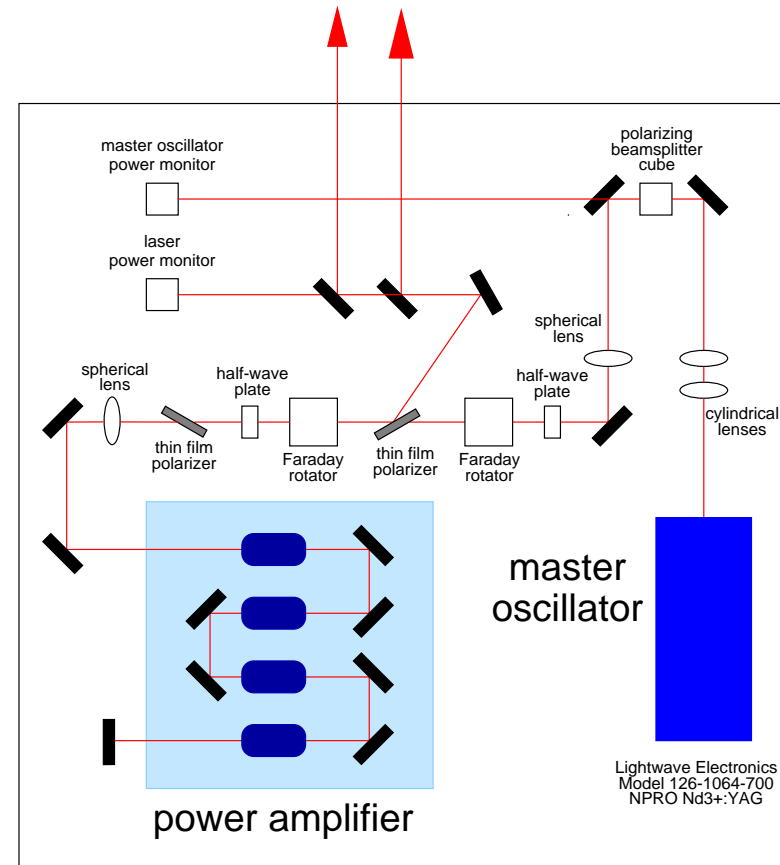 master oscillator
power monitor
polarizing
beamsplitter
cube
laser
power monitor
spherical
lens
spherical
lens
half-wave
plate
half-wave
plate
cylindrical
lenses
thin film
polarizer
Faraday
rotator
thin film
polarizer
Faraday
rotator
master
oscillator
Lightwave Electronics
Model 126-1064-700
NPRO Nd3+:YAG
power amplifier